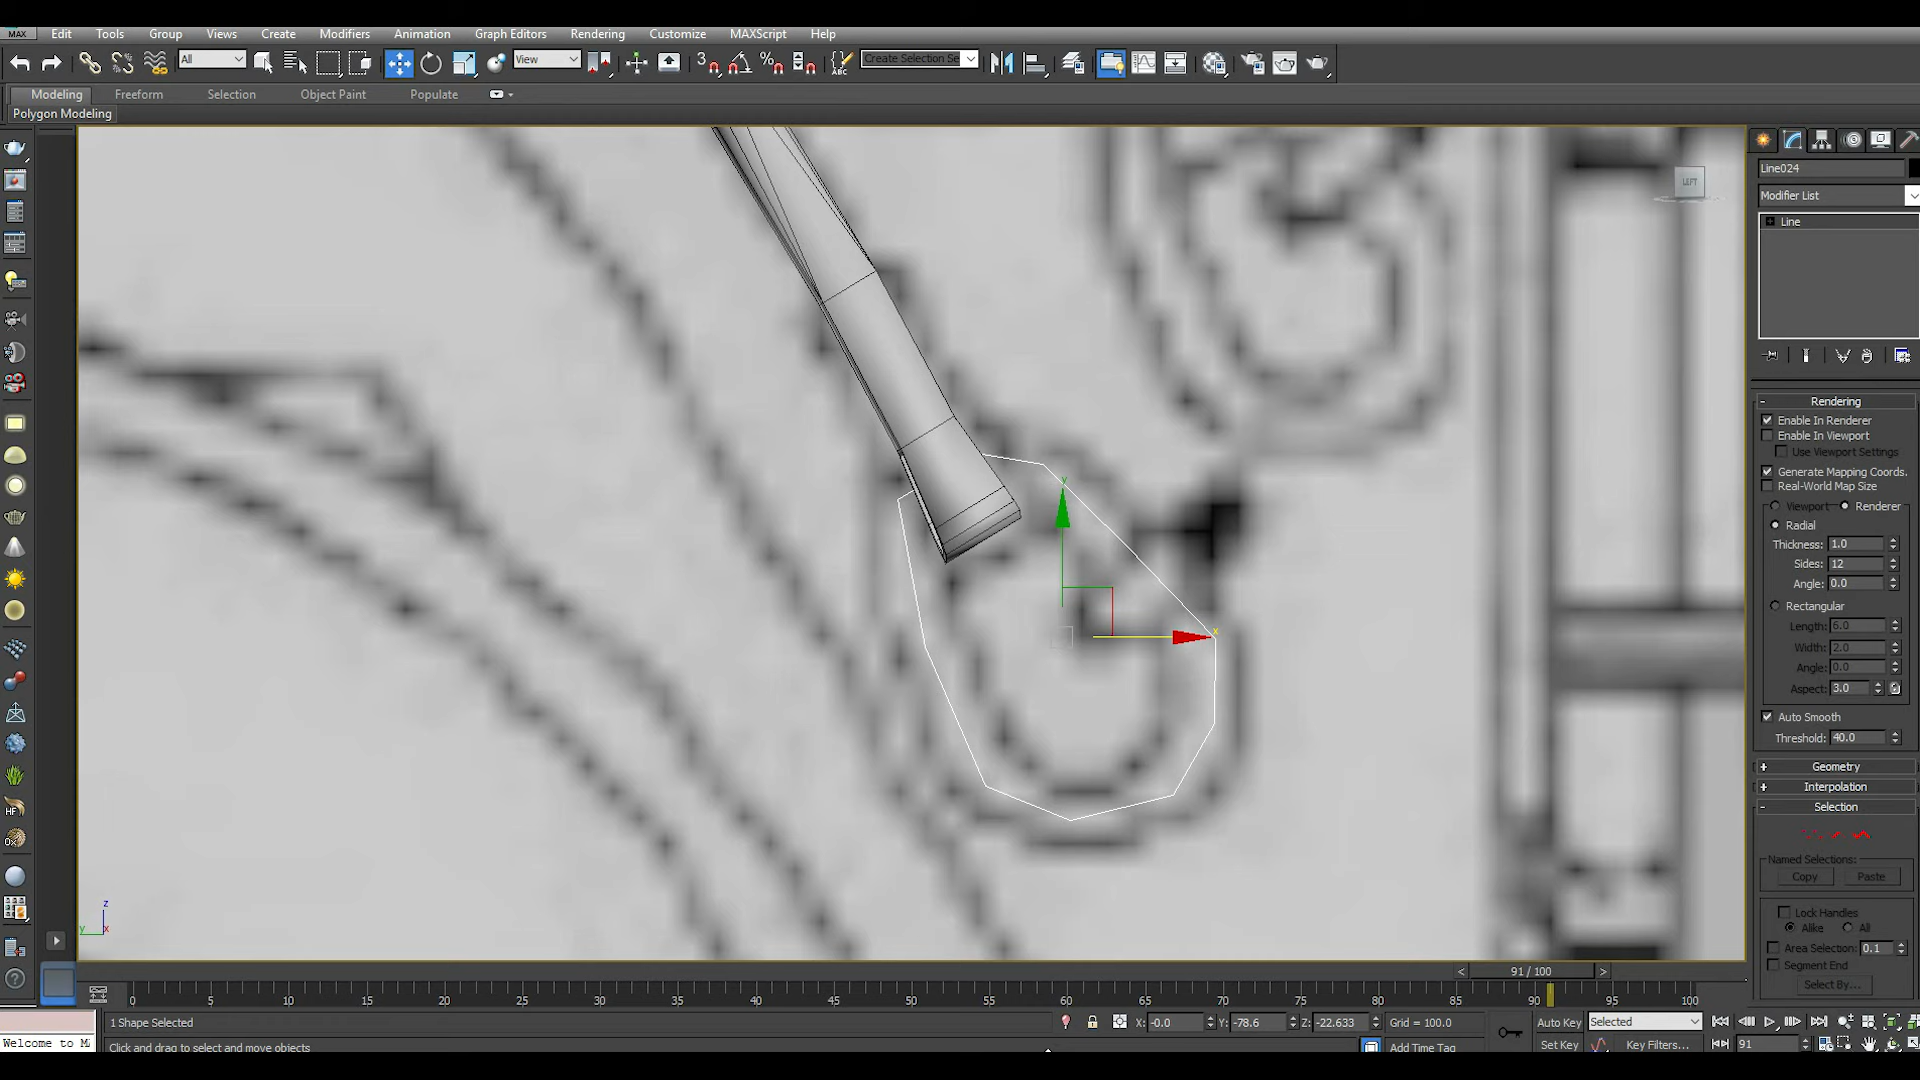 MAX Edit Tools Group Views Create Modifiers Animation Graph Editors Rendering Customize MAXScript Help
All View 3 % ABC Create Selection Se
Modeling Freeform Selection Object Paint Populate
Polygon Modeling
LEFT
Line024
Modifier List
Line
Rendering
Enable In Renderer
Enable In Viewport
Use Viewport Settings
Generate Mapping Coords.
Real-World Map Size
Viewport Renderer
Radial
Thickness: 1.0
Sides: 12
Angle: 0.0
Rectangular
Length: 6.0
Width: 2.0
Angle: 0.0
Aspect: 3.0
Auto Smooth
Threshold: 40.0
+ Geometry
+ Interpolation
- Selection
Named Selections:
Copy Paste
Lock Handles
Alike All
Area Selection: 0.1
Segment End
Select By...
y
x
z
y x
HF
< 91 / 100 >
0 5 10 15 20 25 30 35 40 45 50 55 60 65 70 75 80 85 90 95 100
1 Shape Selected X: -0.0 Y: -78.6 Z: -22.633 Grid = 100.0 Auto Key Selected
Welcome to M Click and drag to select and move objects Add Time Tag Set Key Key Filters... 91